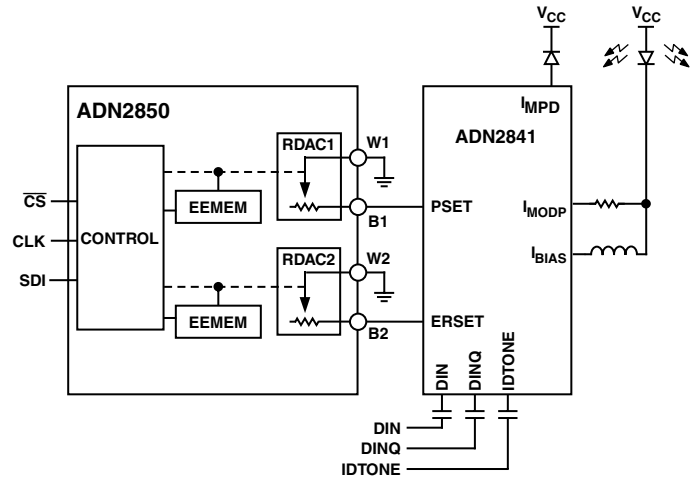 VCC
VCC
ADN2850
IMPD
ADN2841
RDAC1
W1
CS
EEMEM
B1
PSET
IMODP
CLK
CONTROL
RDAC2
W2
IBIAS
SDI
EEMEM
B2
ERSET
DIN
DINQ
IDTONE
DIN
DINQ
IDTONE